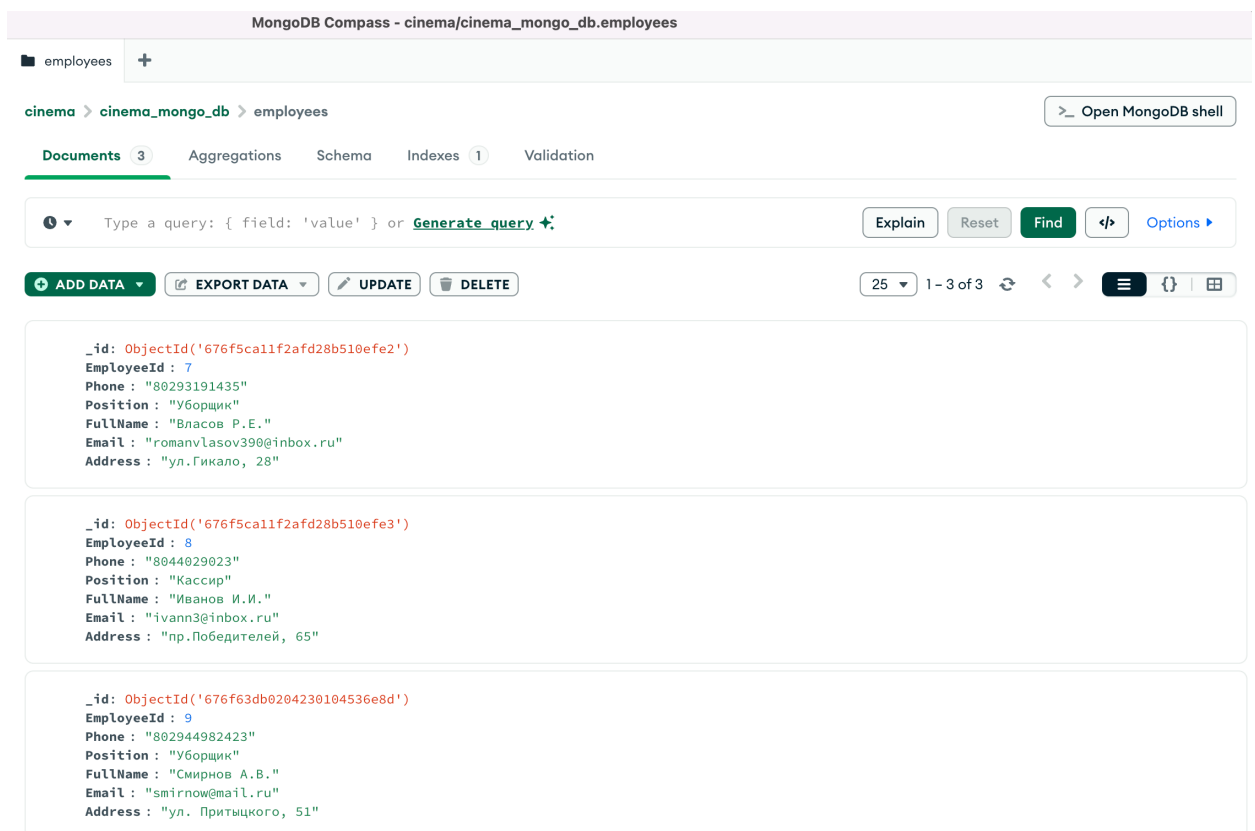 MongoDB Compass - cinema/cinema_mongo_db.employees
employees
cinema > cinema_mongo_db > employees
>_ Open MongoDB shell
Documents 3 Aggregations Schema Indexes 1 Validation
Type a query: { field: 'value' } or Generate query
Explain Reset Find </> Options
ADD DATA EXPORT DATA UPDATE DELETE
25 1 – 3 of 3 {}
_id: ObjectId('676f5ca11f2afd28b510efe2')
EmployeeId : 7
Phone : "80293191435"
Position : "Уборщик"
FullName : "Власов Р.Е."
Email : "romanvlasov390@inbox.ru"
Address : "ул.Гикало, 28"
_id: ObjectId('676f5ca11f2afd28b510efe3')
EmployeeId : 8
Phone : "8044029023"
Position : "Кассир"
FullName : "Иванов И.И."
Email : "ivann3@inbox.ru"
Address : "пр.Победителей, 65"
_id: ObjectId('676f63db0204230104536e8d')
EmployeeId : 9
Phone : "802944982423"
Position : "Уборщик"
FullName : "Смирнов А.В."
Email : "smirnow@mail.ru"
Address : "ул. Притыцкого, 51"